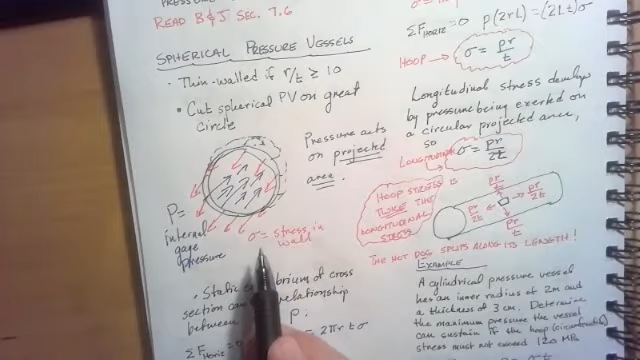 READ B&J SEC. 7.6
SPHERICAL PRESSURE VESSELS
• Thin-walled if r/t ≥ 10
• Cut spherical PV on great
circle
Pressure acts
on projected
area.
P=
internal
gage
pressure
σ = stress in
wall
• Static
of cross
section
relationship
between
P.
ΣF
=0
= 2πr t σ
ΣF HORIZ =0 p(2rL) = (2Lt)σ
HOOP → σ = pr/t
Longitudinal stress develops
by pressure being exerted on
a circular projected area,
so
LONGITUDINAL σ = pr/2t
HOOP STRESS IS
TWICE THE
LONGITUDINAL
STRESS
pr/t
pr/2t
pr/2t
pr/t
THE HOT DOG SPLITS ALONG ITS LENGTH!
EXAMPLE
A cylindrical pressure vessel
has an inner radius of 2m and
a thickness of 3 cm. Determine
the maximum pressure the vessel
can sustain if the hoop (circumferential)
stress must not exceed 120 MPa